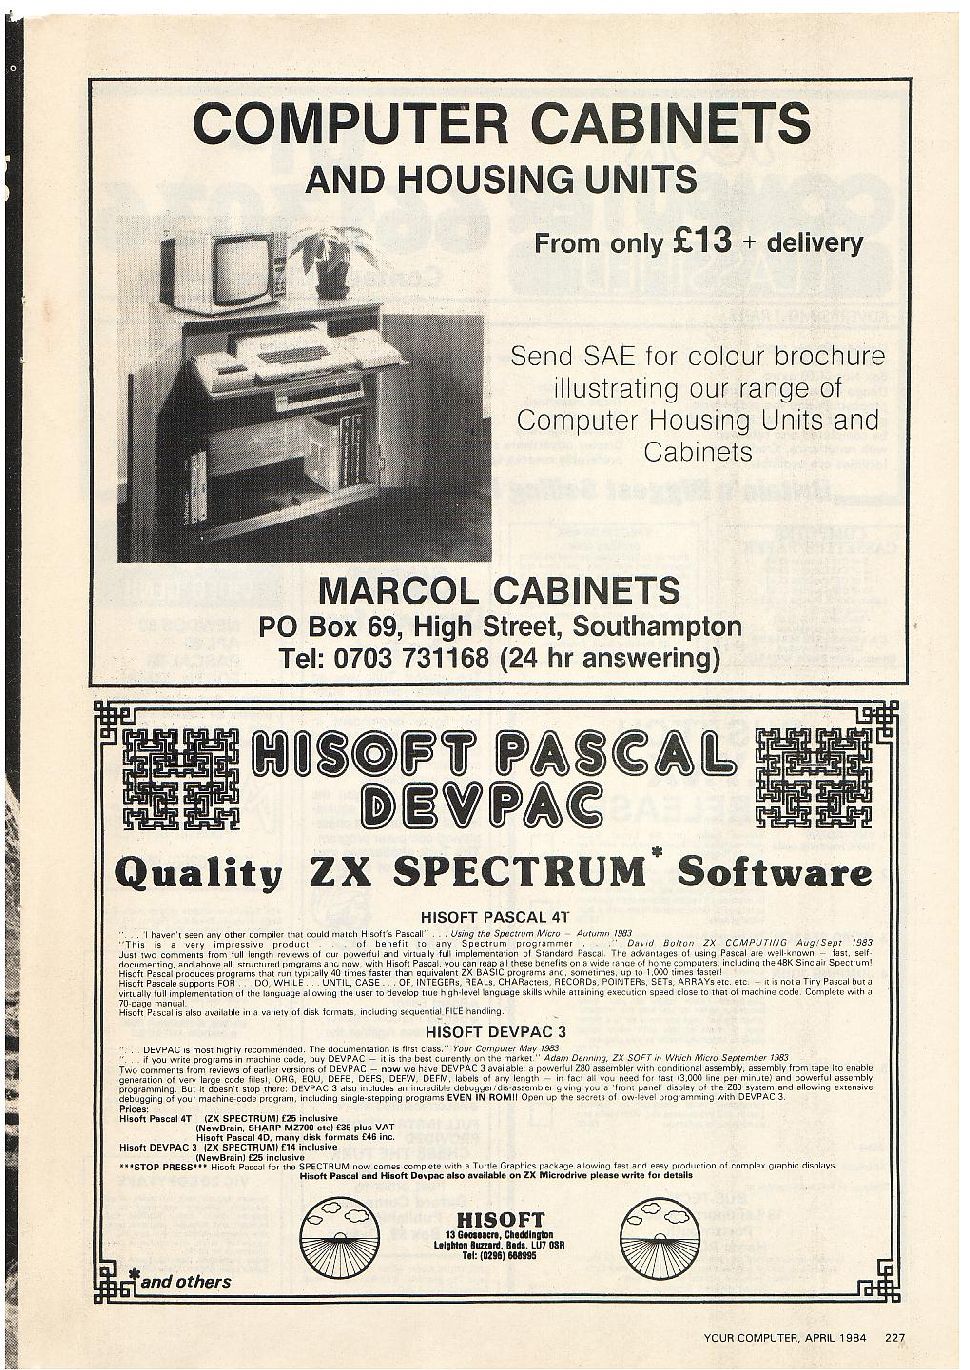 COMPUTER CABINETS
AND HOUSING UNITS
From only £13 + delivery
Send SAE for colour brochure
illustrating our range of
Computer Housing Units and
Cabinets
MARCOL CABINETS
PO Box 69, High Street, Southampton
Tel: 0703 731168 (24 hr answering)
HISOFT PASCAL
DEVPAC
Quality ZX SPECTRUM* Software
HISOFT PASCAL 4T
". . . 'I haven't seen any other compiler that could match Hisoft's Pascal!" . . . Using the Spectrum Micro – Autumn 1983
"This is a very impressive product . . . of benefit to any Spectrum programmer . . ." David Bolton ZX COMPUTING Aug/Sept 1983
Just two comments from full length reviews of our powerful and virtualy full implementation of Standard Pascal. The advantages of using Pascal are well-known – fast, self-
documenting, and above all structured programs and now, with Hisoft Pascal, you can reap all these benefits on a wide range of home computers, including the 48K Sinclair Spectrum!
Hisoft Pascal produces programs that run typically 40 times faster than equivalent ZX BASIC programs and, sometimes, up to 1,000 times faster!
Hisoft Pascale supports FOR . . DO, WHILE . . . UNTIL, CASE . . . OF, INTEGERs, REALs, CHARacters, RECORDs, POINTERs, SETs, ARRAYs etc. etc. – it is not a Tiny Pascal but a
virtually full implementation of the language allowing the user to develop true high-level language skills while attaining execution speed close to that of machine code. Complete with a
70-page manual.
Hisoft Pascal is also available in a variety of disk formats, including sequential FILE handling.
HISOFT DEVPAC 3
". . . DEVPAC is most highly recommended. The documentation is first class." Your Computer May 1983
". . . if you write programs in machine code, buy DEVPAC – it is the best currently on the market." Adam Denning, ZX SOFT in Which Micro September 1983
Two comments from reviews of earlier versions of DEVPAC – now we have DEVPAC 3 available: a powerful Z80 assembler with conditional assembly, assembly from tape (to enable
generation of very large code files), ORG, EQU, DEFB, DEFS, DEFW, DEFM, labels of any length – in fact all you need for fast (3,000 line per minute) and powerful assembly
programming. But it doesn't stop there; DEVPAC 3 also includes an incredible debugger/disassembler giving you a 'front panel' display of the Z80 system and allowing extensive
debugging of your machine-code program, including single-stepping programs EVEN IN ROM!! Open up the secrets of low-level programming with DEVPAC 3.
Prices:
Hisoft Pascal 4T (ZX SPECTRUM) £25 inclusive
(NewBrain, SHARP MZ700 etc) £35 plus VAT
Hisoft Pascal 4D, many disk formats £46 inc.
Hisoft DEVPAC 3 (ZX SPECTRUM) £14 inclusive
(NewBrain) £25 inclusive
***STOP PRESS*** Hisoft Pascal for the SPECTRUM now comes complete with a Turtle Graphics package allowing fast and easy production of complex graphic displays.
Hisoft Pascal and Hisoft Devpac also available on ZX Microdrive please write for details
HISOFT
13 Gooseacre, Cheddington
Leighton Buzzard, Beds. LU7 0SR
Tel: (0296) 668995
*and others
YOUR COMPUTER, APRIL 1984 227